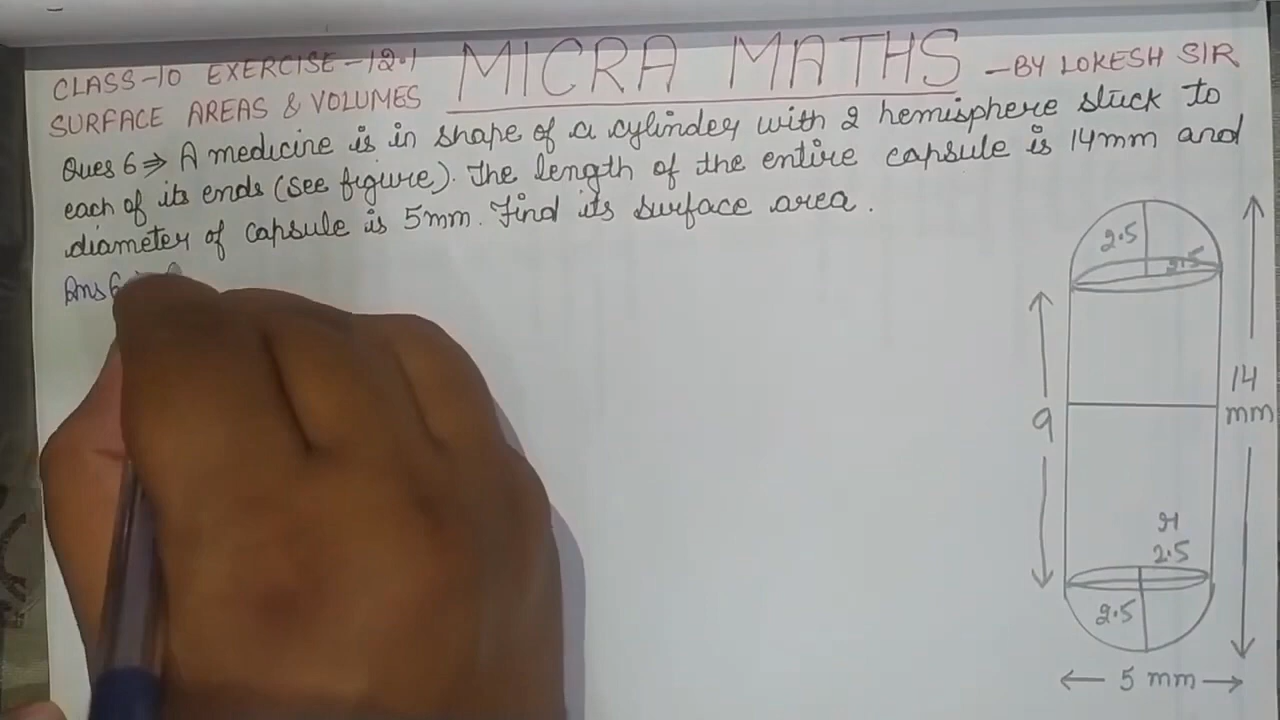 CLASS-10 EXERCISE-12.1
SURFACE AREAS & VOLUMES
MICRA MATHS
-BY LOKESH SIR
Ques 6 ⇒ A medicine is in shape of a cylinder with 2 hemisphere stuck to
each of its ends (see figure). The length of the entire capsule is 14mm and
diameter of capsule is 5mm. Find its surface area.
Ans 6
2.5
2.5
9
14
mm
r
2.5
2.5
5 mm